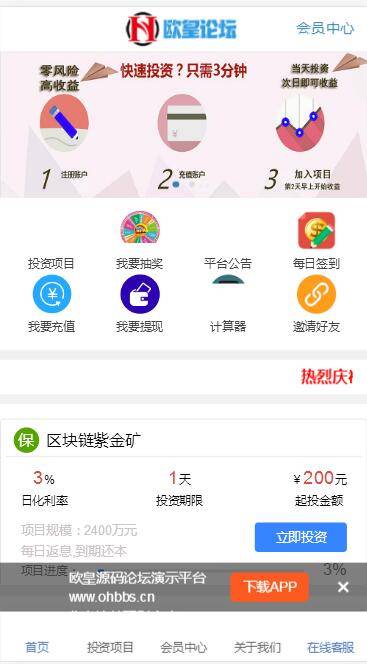 欧皇论坛
会员中心
零风险
高收益
快速投资？只需3分钟
当天投资
次日即可收益
1 注册账户
2 充值账户
3 加入项目
第2天早上开始收益
投资项目
我要抽奖
平台公告
每日签到
我要充值
我要提现
计算器
邀请好友
热烈庆祝
保 区块链紫金矿
3%
1天
￥200元
日化利率
投资期限
起投金额
项目规模：2400万元
每日返息,到期还本
立即投资
项目进度：
3%
欧皇源码论坛演示平台
www.ohbbs.cn
下载APP
×
首页
投资项目
会员中心
关于我们
在线客服